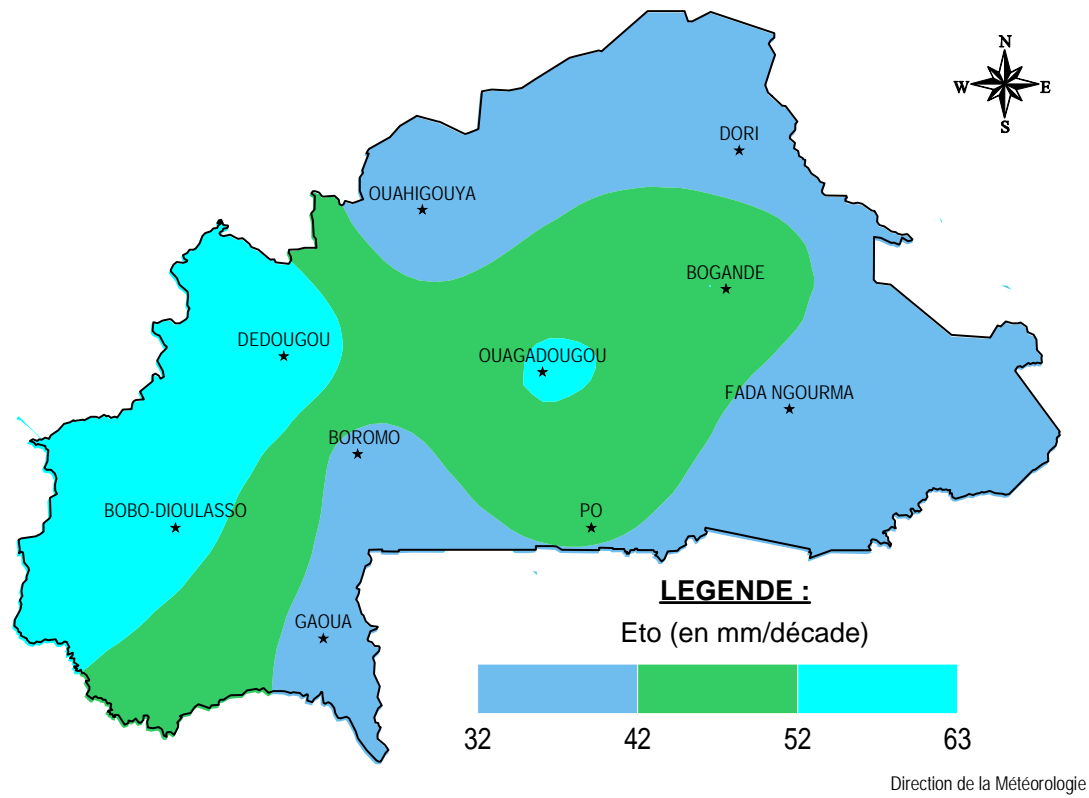 N
W E
S
DORI
OUAHIGOUYA
BOGANDE
DEDOUGOU
OUAGADOUGOU
FADA NGOURMA
BOROMO
BOBO-DIOULASSO
PO
GAOUA
LEGENDE :
Eto (en mm/décade)
32 42 52 63
Direction de la Météorologie